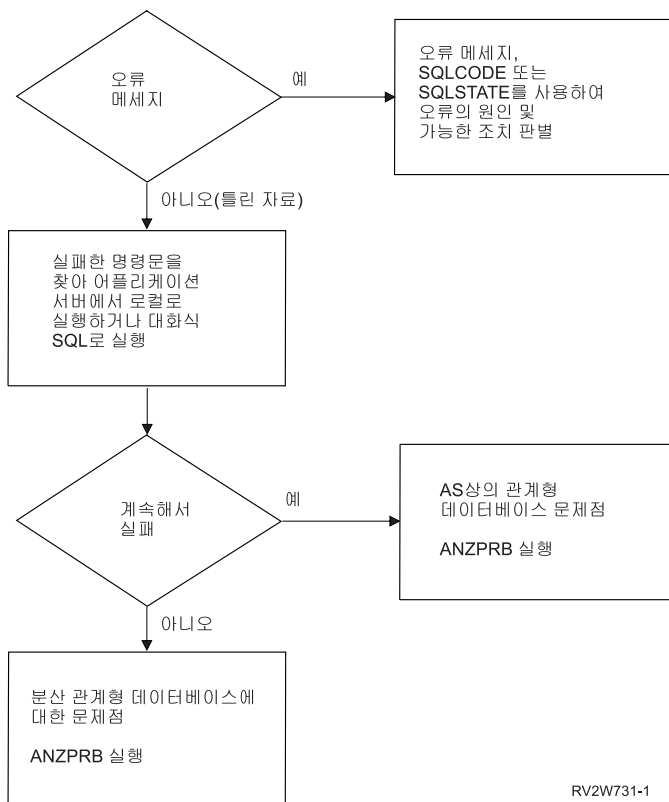 오류
메세지
예
오류 메세지,
SQLCODE 또는
SQLSTATE를 사용하여
오류의 원인 및
가능한 조치 판별
아니오(틀린 자료)
실패한 명령문을
찾아 어플리케이션
서버에서 로컬로
실행하거나 대화식
SQL로 실행
계속해서
실패
예
AS상의 관계형
데이터베이스 문제점
ANZPRB 실행
아니오
분산 관계형 데이터베이스에
대한 문제점
ANZPRB 실행
RV2W731-1